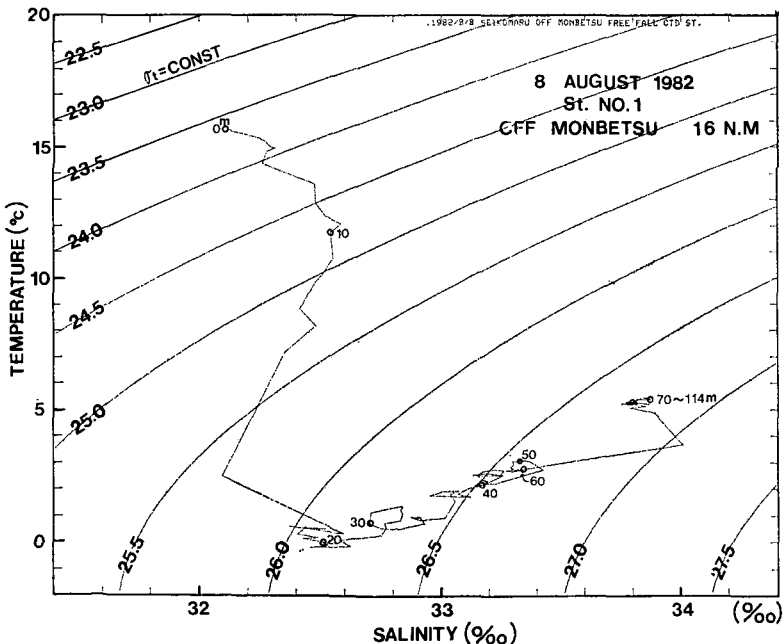 .1982/8/8 SEIKOMARU OFF MONBETSU FREE FALL CTD ST.
8 AUGUST 1982
St. NO.1
OFF MONBETSU 16 N.M
σt=CONST
22.5
23.0
23.5
24.0
24.5
25.0
25.5
26.0
26.5
27.0
27.5
20
15
10
5
0
TEMPERATURE (°C)
0 m
10
20
30
40
50
60
70~114m
32
33
34
(‰)
SALINITY (‰)